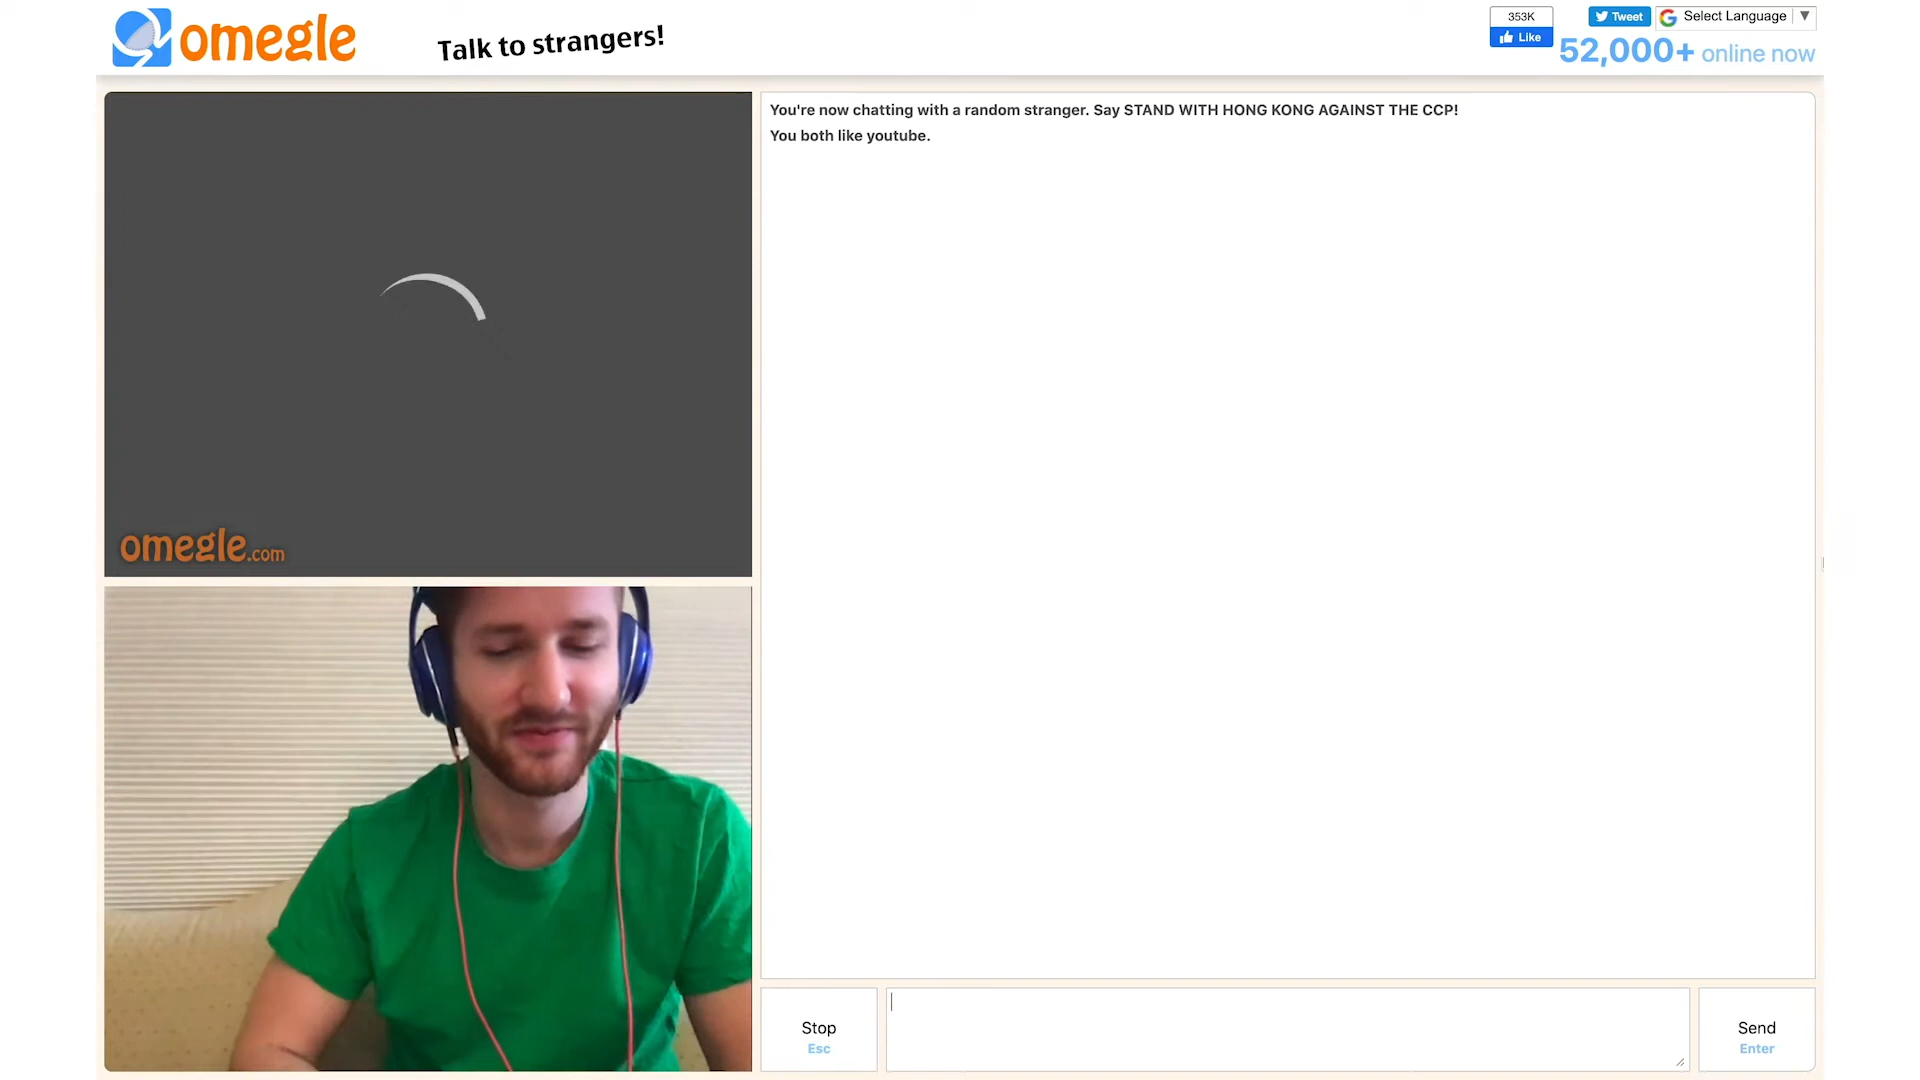 omegle
Talk to strangers!
353K
Like
Tweet
Select Language ▼
52,000+ online now
You're now chatting with a random stranger. Say STAND WITH HONG KONG AGAINST THE CCP!
You both like youtube.
omegle.com
Stop
Esc
Send
Enter